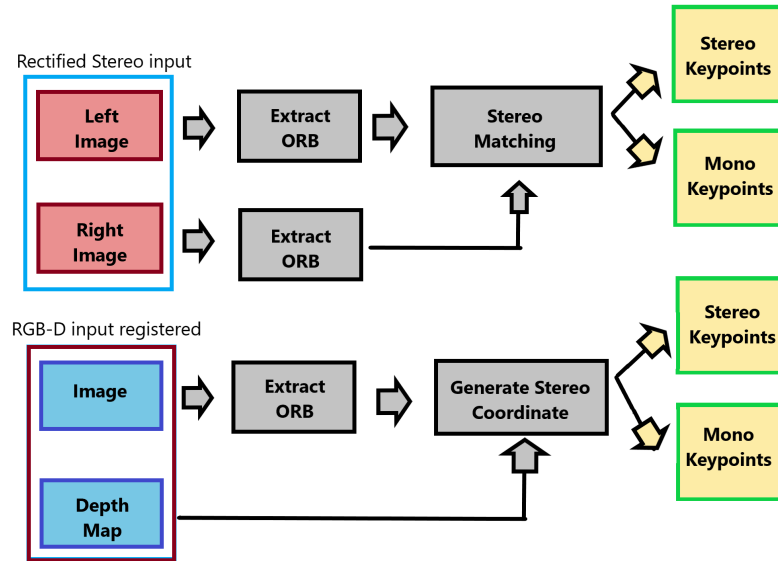 Rectified Stereo input
Left
Image
Extract
ORB
Stereo
Matching
Stereo
Keypoints
Mono
Keypoints
Right
Image
Extract
ORB
RGB-D input registered
Image
Extract
ORB
Generate Stereo
Coordinate
Stereo
Keypoints
Mono
Keypoints
Depth
Map